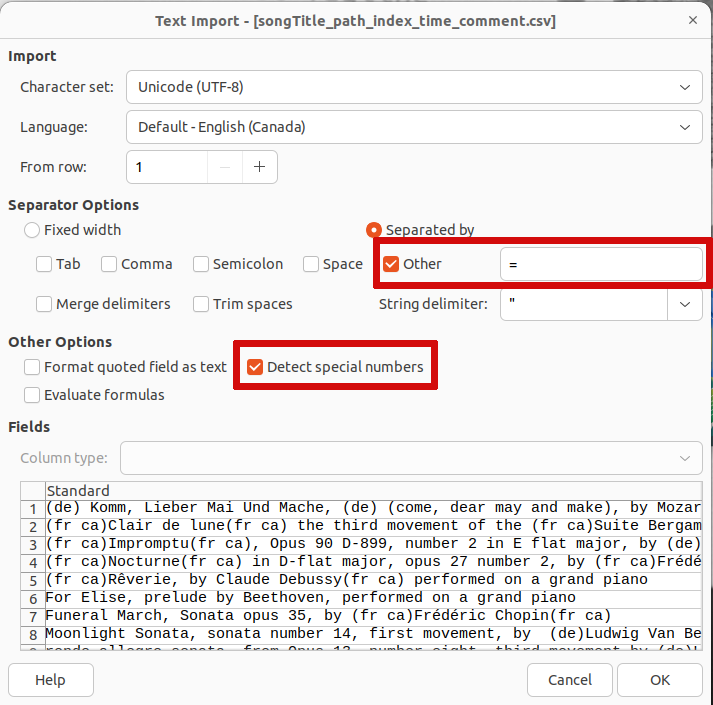 Text Import - [songTitle_path_index_time_comment.csv]
Import
Character set: Unicode (UTF-8)
Language: Default - English (Canada)
From row: 1
Separator Options
Fixed width Separated by
Tab Comma Semicolon Space Other =
Merge delimiters Trim spaces String delimiter: "
Other Options
Format quoted field as text Detect special numbers
Evaluate formulas
Fields
Column type:
Standard
1 (de) Komm, Lieber Mai Und Mache, (de) (come, dear may and make), by Mozar
2 (fr ca)Clair de lune(fr ca) the third movement of the (fr ca)Suite Bergam
3 (fr ca)Impromptu(fr ca), Opus 90 D-899, number 2 in E flat major, by (de)
4 (fr ca)Nocturne(fr ca) in D-flat major, opus 27 number 2, by (fr ca)Frédé
5 (fr ca)Rêverie, by Claude Debussy(fr ca) performed on a grand piano
6 For Elise, prelude by Beethoven, performed on a grand piano
7 Funeral March, Sonata opus 35, by (fr ca)Frédéric Chopin(fr ca)
8 Moonlight Sonata, sonata number 14, first movement, by  (de)Ludwig Van Be
Help Cancel OK